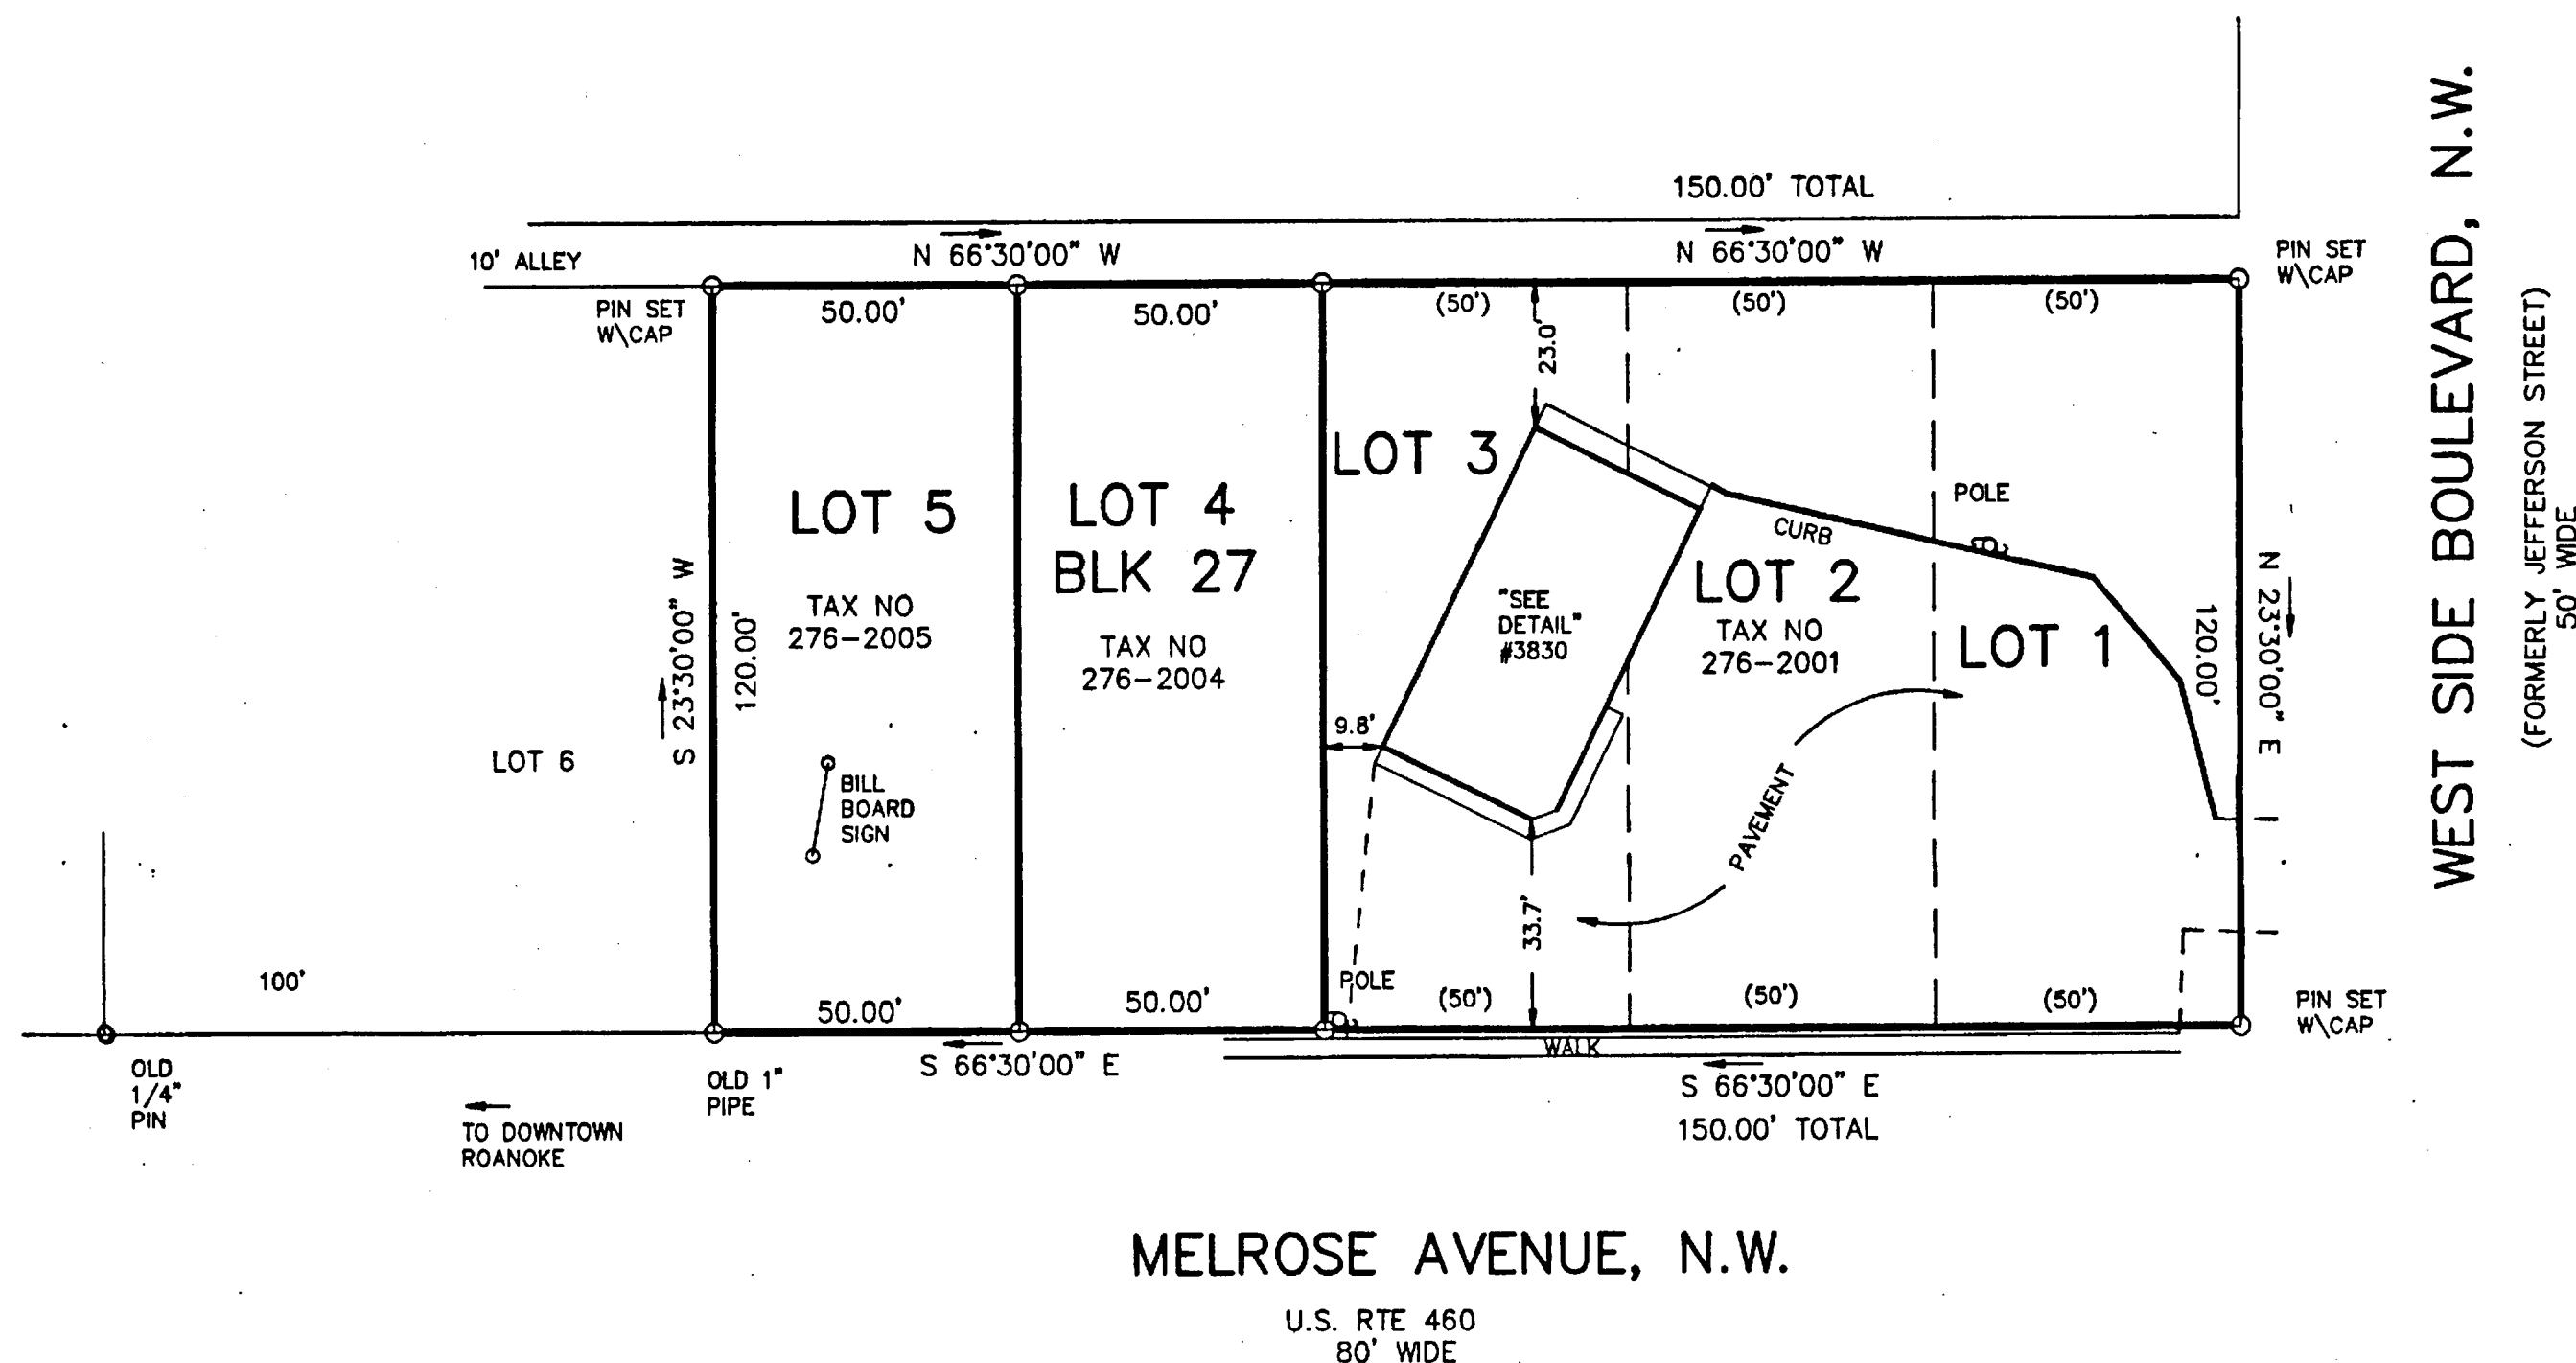 150.00' TOTAL
N 66°30'00" W
N 66°30'00" W
10' ALLEY
PIN SET
W\CAP
PIN SET
W\CAP
50.00'
50.00'
(50')
(50')
(50')
23.0'
LOT 5
TAX NO
276-2005
LOT 4
BLK 27
TAX NO
276-2004
LOT 3
"SEE
DETAIL"
#3830
CURB
POLE
LOT 2
TAX NO
276-2001
LOT 1
S 23°30'00" W
120.00'
120.00'
N 23°30'00" E
9.8'
LOT 6
BILL
BOARD
SIGN
PAVEMENT
33.7'
100'
POLE
50.00'
50.00'
(50')
(50')
(50')
PIN SET
W\CAP
WALK
S 66°30'00" E
S 66°30'00" E
150.00' TOTAL
OLD
1/4"
PIN
OLD 1"
PIPE
TO DOWNTOWN
ROANOKE
WEST SIDE BOULEVARD, N.W.
(FORMERLY JEFFERSON STREET)
50' WIDE
MELROSE AVENUE, N.W.
U.S. RTE 460
80' WIDE